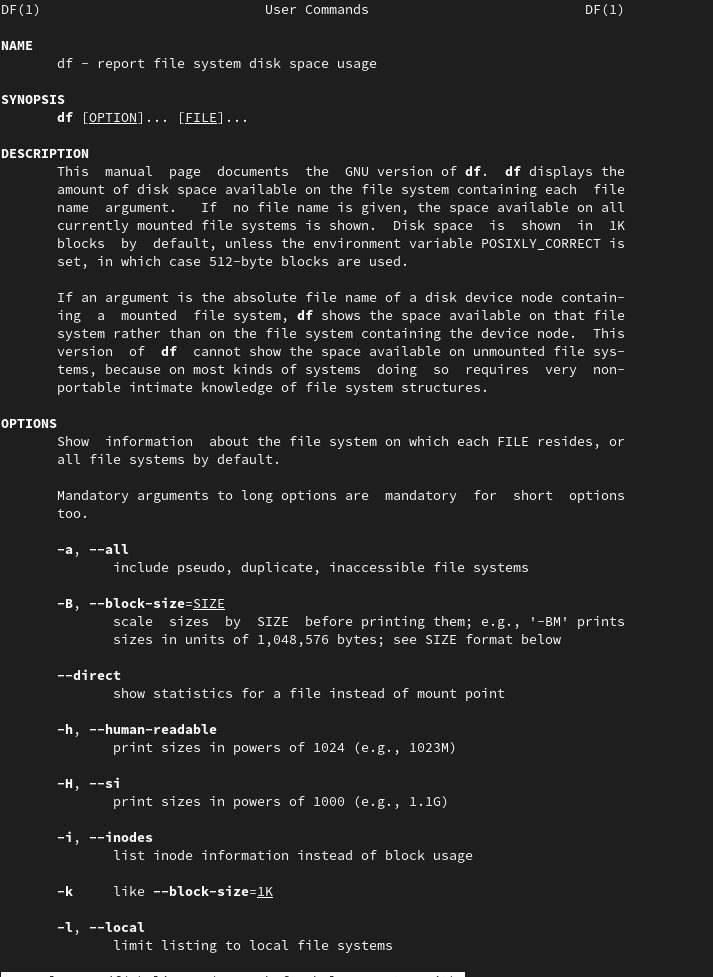 DF(1)                            User Commands                           DF(1)
NAME
       df - report file system disk space usage
SYNOPSIS
       df [OPTION]... [FILE]...
DESCRIPTION
       This  manual  page  documents  the  GNU version of df.  df displays the
       amount of disk space available on the file system containing each  file
       name  argument.   If  no file name is given, the space available on all
       currently mounted file systems is shown.  Disk space  is  shown  in  1K
       blocks  by  default, unless the environment variable POSIXLY_CORRECT is
       set, in which case 512-byte blocks are used.
       If an argument is the absolute file name of a disk device node contain-
       ing  a  mounted  file system, df shows the space available on that file
       system rather than on the file system containing the device node.  This
       version  of  df  cannot show the space available on unmounted file sys-
       tems, because on most kinds of systems  doing  so  requires  very  non-
       portable intimate knowledge of file system structures.
OPTIONS
       Show  information  about the file system on which each FILE resides, or
       all file systems by default.
       Mandatory arguments to long options are  mandatory  for  short  options
       too.
       -a, --all
              include pseudo, duplicate, inaccessible file systems
       -B, --block-size=SIZE
              scale  sizes  by  SIZE  before printing them; e.g., '-BM' prints
              sizes in units of 1,048,576 bytes; see SIZE format below
       --direct
              show statistics for a file instead of mount point
       -h, --human-readable
              print sizes in powers of 1024 (e.g., 1023M)
       -H, --si
              print sizes in powers of 1000 (e.g., 1.1G)
       -i, --inodes
              list inode information instead of block usage
       -k     like --block-size=1K
       -l, --local
              limit listing to local file systems